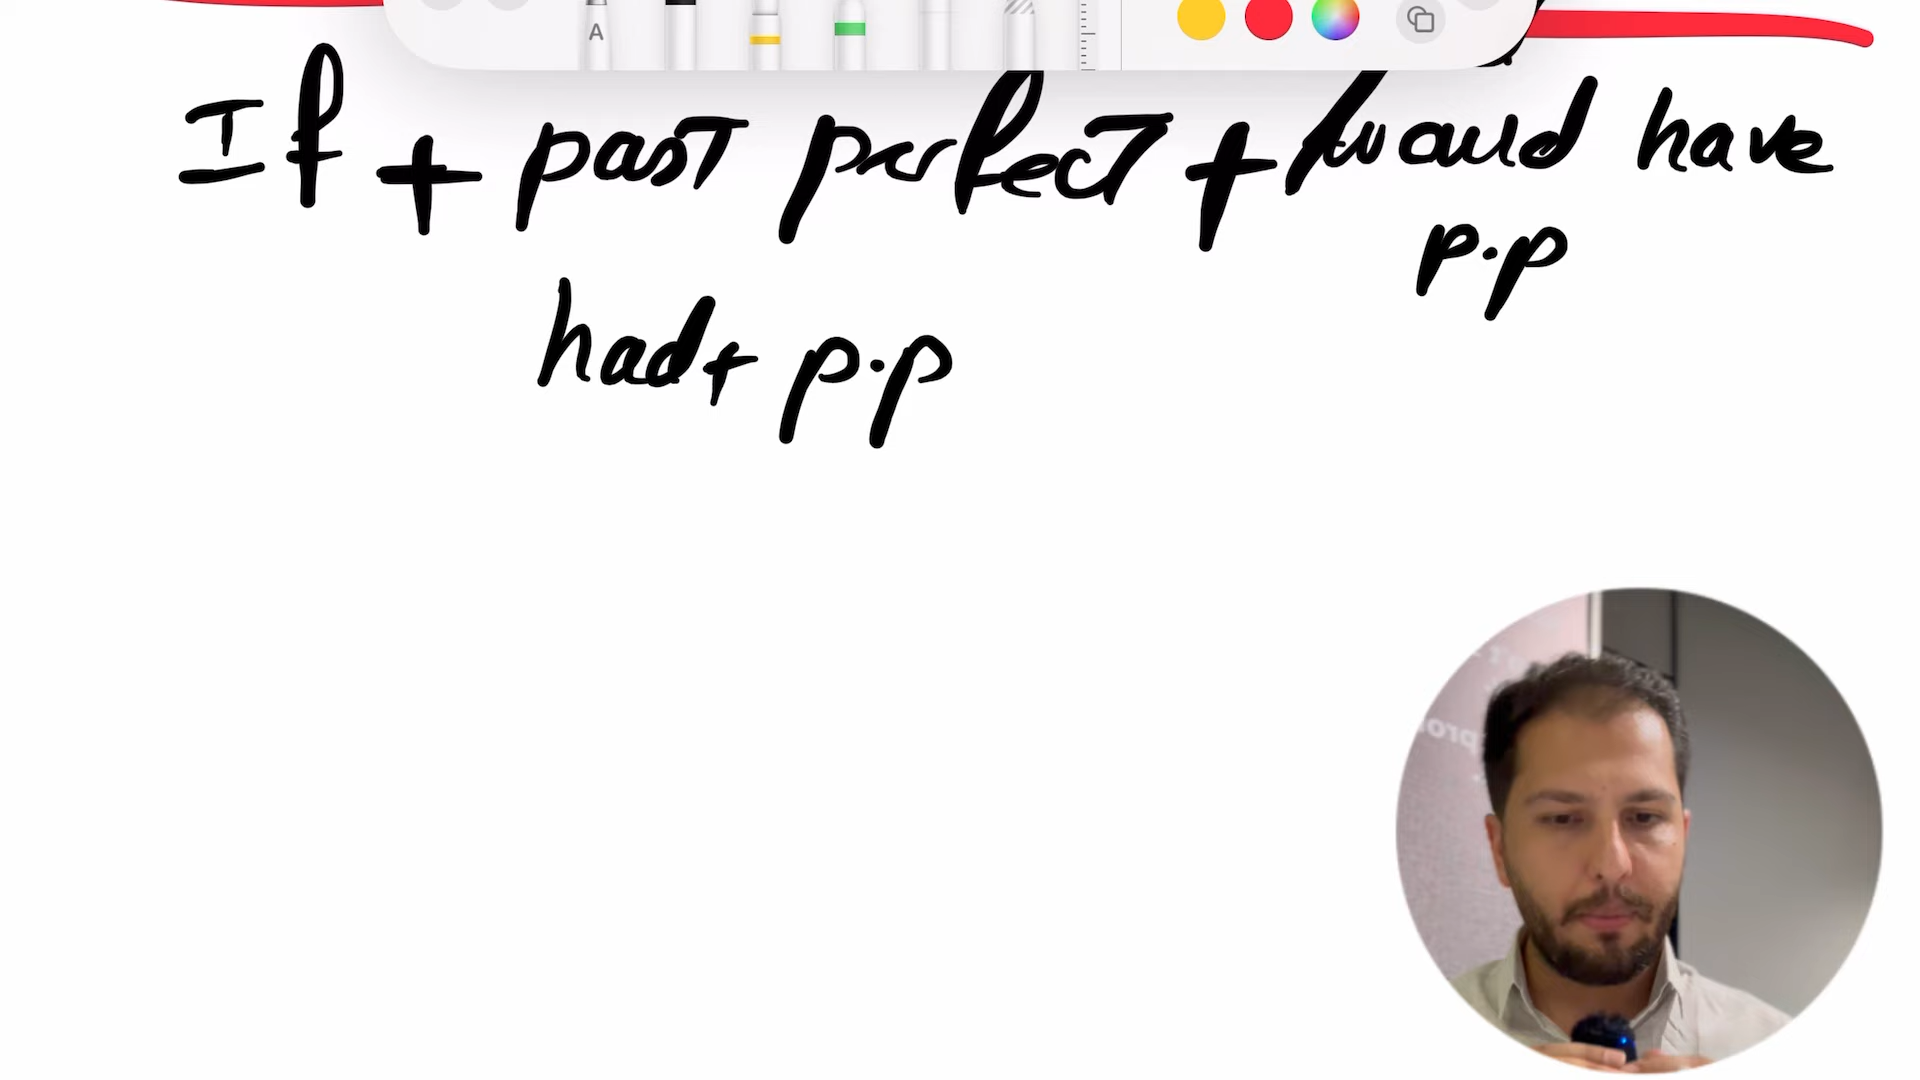 A
If + past perfect + would have
p.p
had+ p.p